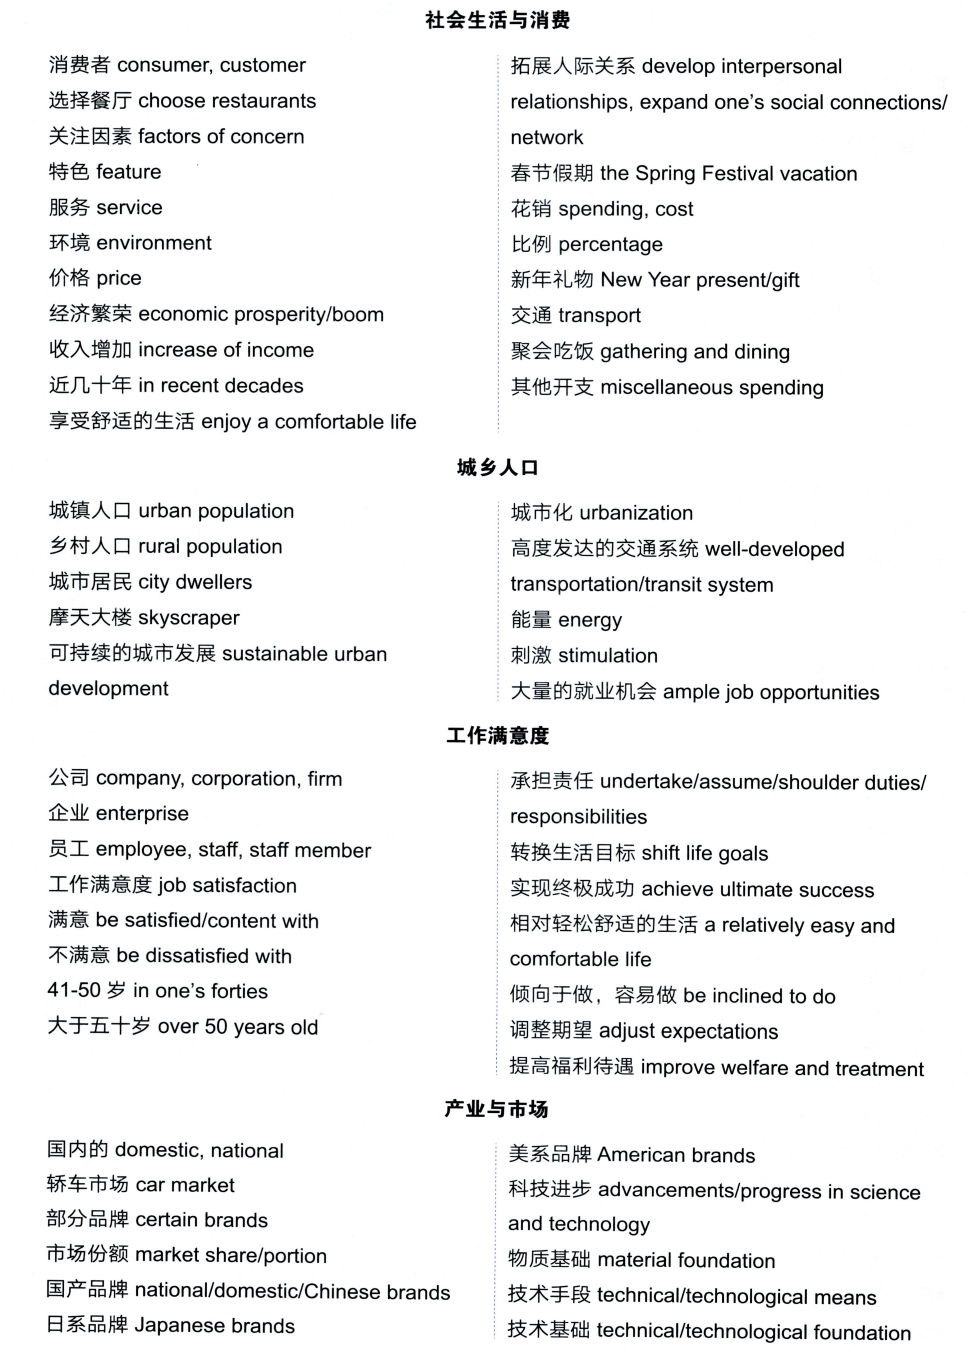 社会生活与消费
消费者 consumer, customer
选择餐厅 choose restaurants
关注因素 factors of concern
特色 feature
服务 service
环境 environment
价格 price
经济繁荣 economic prosperity/boom
收入增加 increase of income
近几十年 in recent decades
享受舒适的生活 enjoy a comfortable life
拓展人际关系 develop interpersonal
relationships, expand one's social connections/
network
春节假期 the Spring Festival vacation
花销 spending, cost
比例 percentage
新年礼物 New Year present/gift
交通 transport
聚会吃饭 gathering and dining
其他开支 miscellaneous spending
城乡人口
城镇人口 urban population
乡村人口 rural population
城市居民 city dwellers
摩天大楼 skyscraper
可持续的城市发展 sustainable urban
development
城市化 urbanization
高度发达的交通系统 well-developed
transportation/transit system
能量 energy
刺激 stimulation
大量的就业机会 ample job opportunities
工作满意度
公司 company, corporation, firm
企业 enterprise
员工 employee, staff, staff member
工作满意度 job satisfaction
满意 be satisfied/content with
不满意 be dissatisfied with
41-50 岁 in one's forties
大于五十岁 over 50 years old
承担责任 undertake/assume/shoulder duties/
responsibilities
转换生活目标 shift life goals
实现终极成功 achieve ultimate success
相对轻松舒适的生活 a relatively easy and
comfortable life
倾向于做，容易做 be inclined to do
调整期望 adjust expectations
提高福利待遇 improve welfare and treatment
产业与市场
国内的 domestic, national
轿车市场 car market
部分品牌 certain brands
市场份额 market share/portion
国产品牌 national/domestic/Chinese brands
日系品牌 Japanese brands
美系品牌 American brands
科技进步 advancements/progress in science
and technology
物质基础 material foundation
技术手段 technical/technological means
技术基础 technical/technological foundation